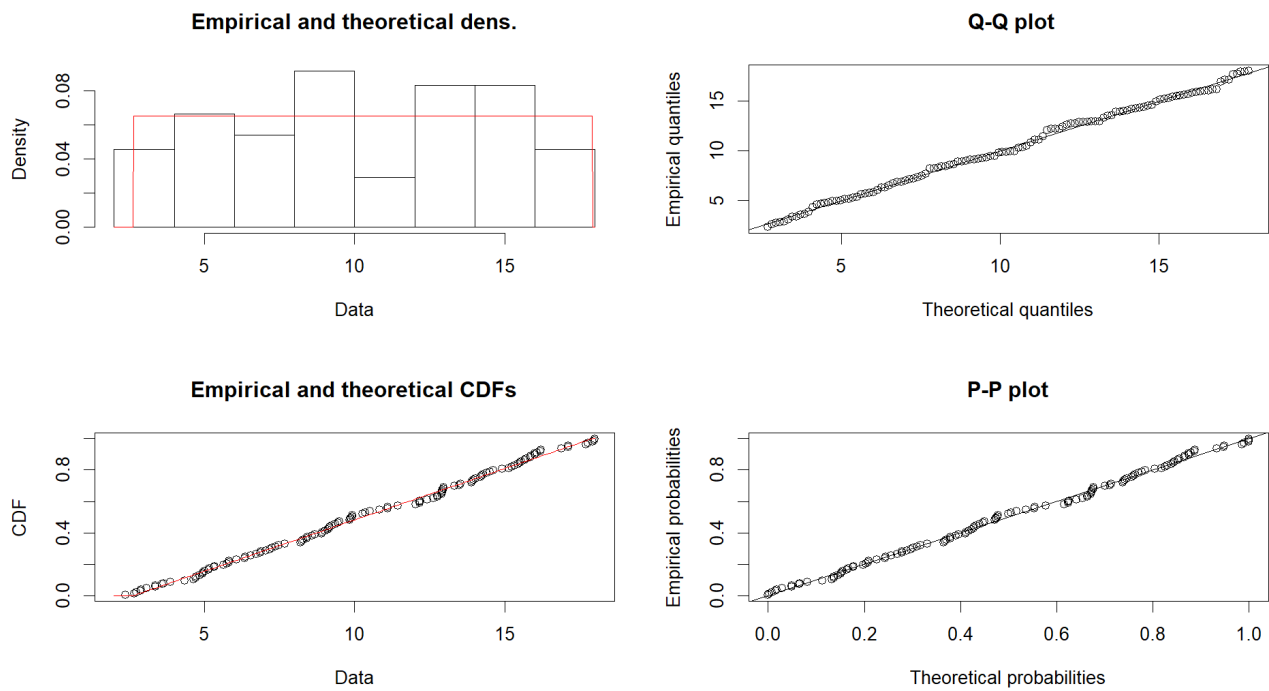 Empirical and theoretical dens.
Density
0.00
0.04
0.08
5 10 15
Data
Q-Q plot
Empirical quantiles
5
10
15
5 10 15
Theoretical quantiles
Empirical and theoretical CDFs
CDF
0.0
0.4
0.8
5 10 15
Data
P-P plot
Empirical probabilities
0.0
0.4
0.8
0.0 0.2 0.4 0.6 0.8 1.0
Theoretical probabilities